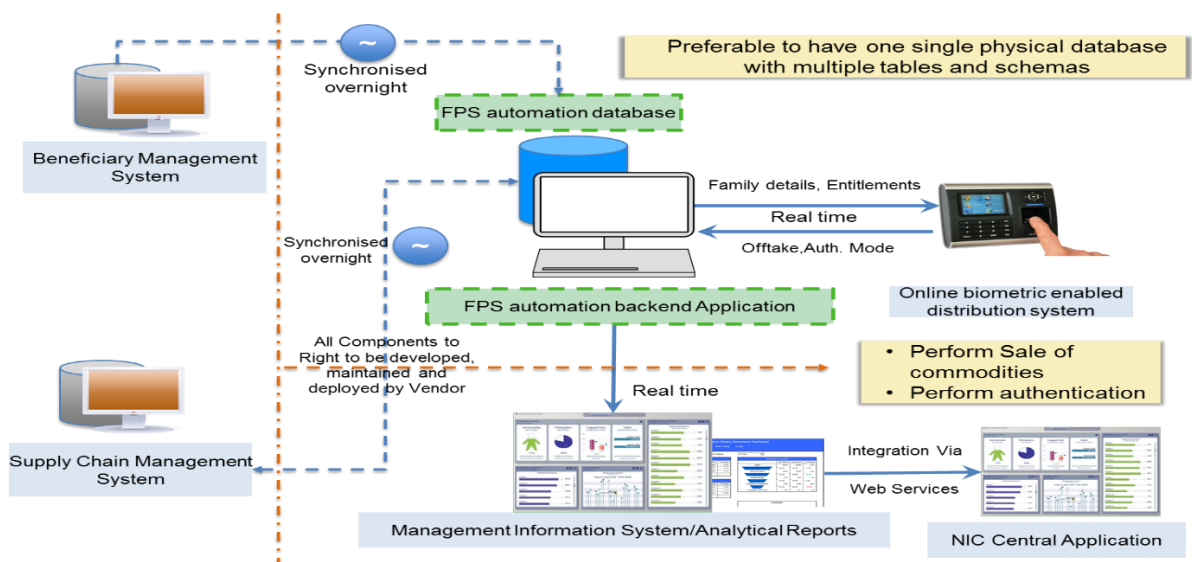 Synchronised
overnight
Preferable to have one single physical database
with multiple tables and schemas
FPS automation database
Beneficiary Management
System
Family details, Entitlements
Real time
Offtake,Auth. Mode
Synchronised
overnight
FPS automation backend Application
Online biometric enabled
distribution system
All Components to
Right to be developed,
maintained and
deployed by Vendor
• Perform Sale of
commodities
• Perform authentication
Real time
Supply Chain Management
System
Integration Via
Web Services
Management Information System/Analytical Reports
NIC Central Application